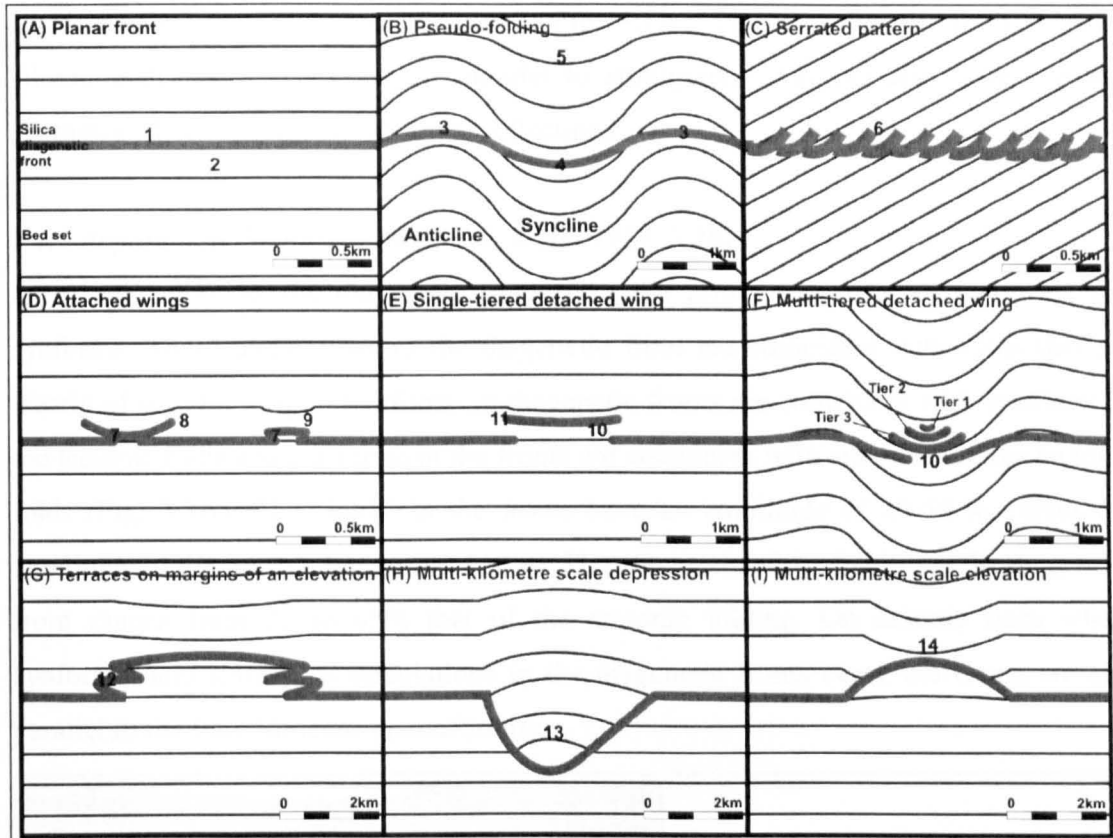 (A) Planar front
1
Silica
diagenetic
front
2
Bed set
0 0.5km
(B) Pseudo-folding
5
3 3
4
Anticline Syncline
0 1km
(C) Serrated pattern
6
0 0.5km
(D) Attached wings
8 9
7 7
0 0.5km
(E) Single-tiered detached wing
11
10
0 1km
(F) Multi-tiered detached wing
Tier 2
Tier 1
Tier 3
10
0 1km
(G) Terraces on margins of an elevation
12
0 2km
(H) Multi-kilometre scale depression
13
0 2km
(I) Multi-kilometre scale elevation
14
0 2km